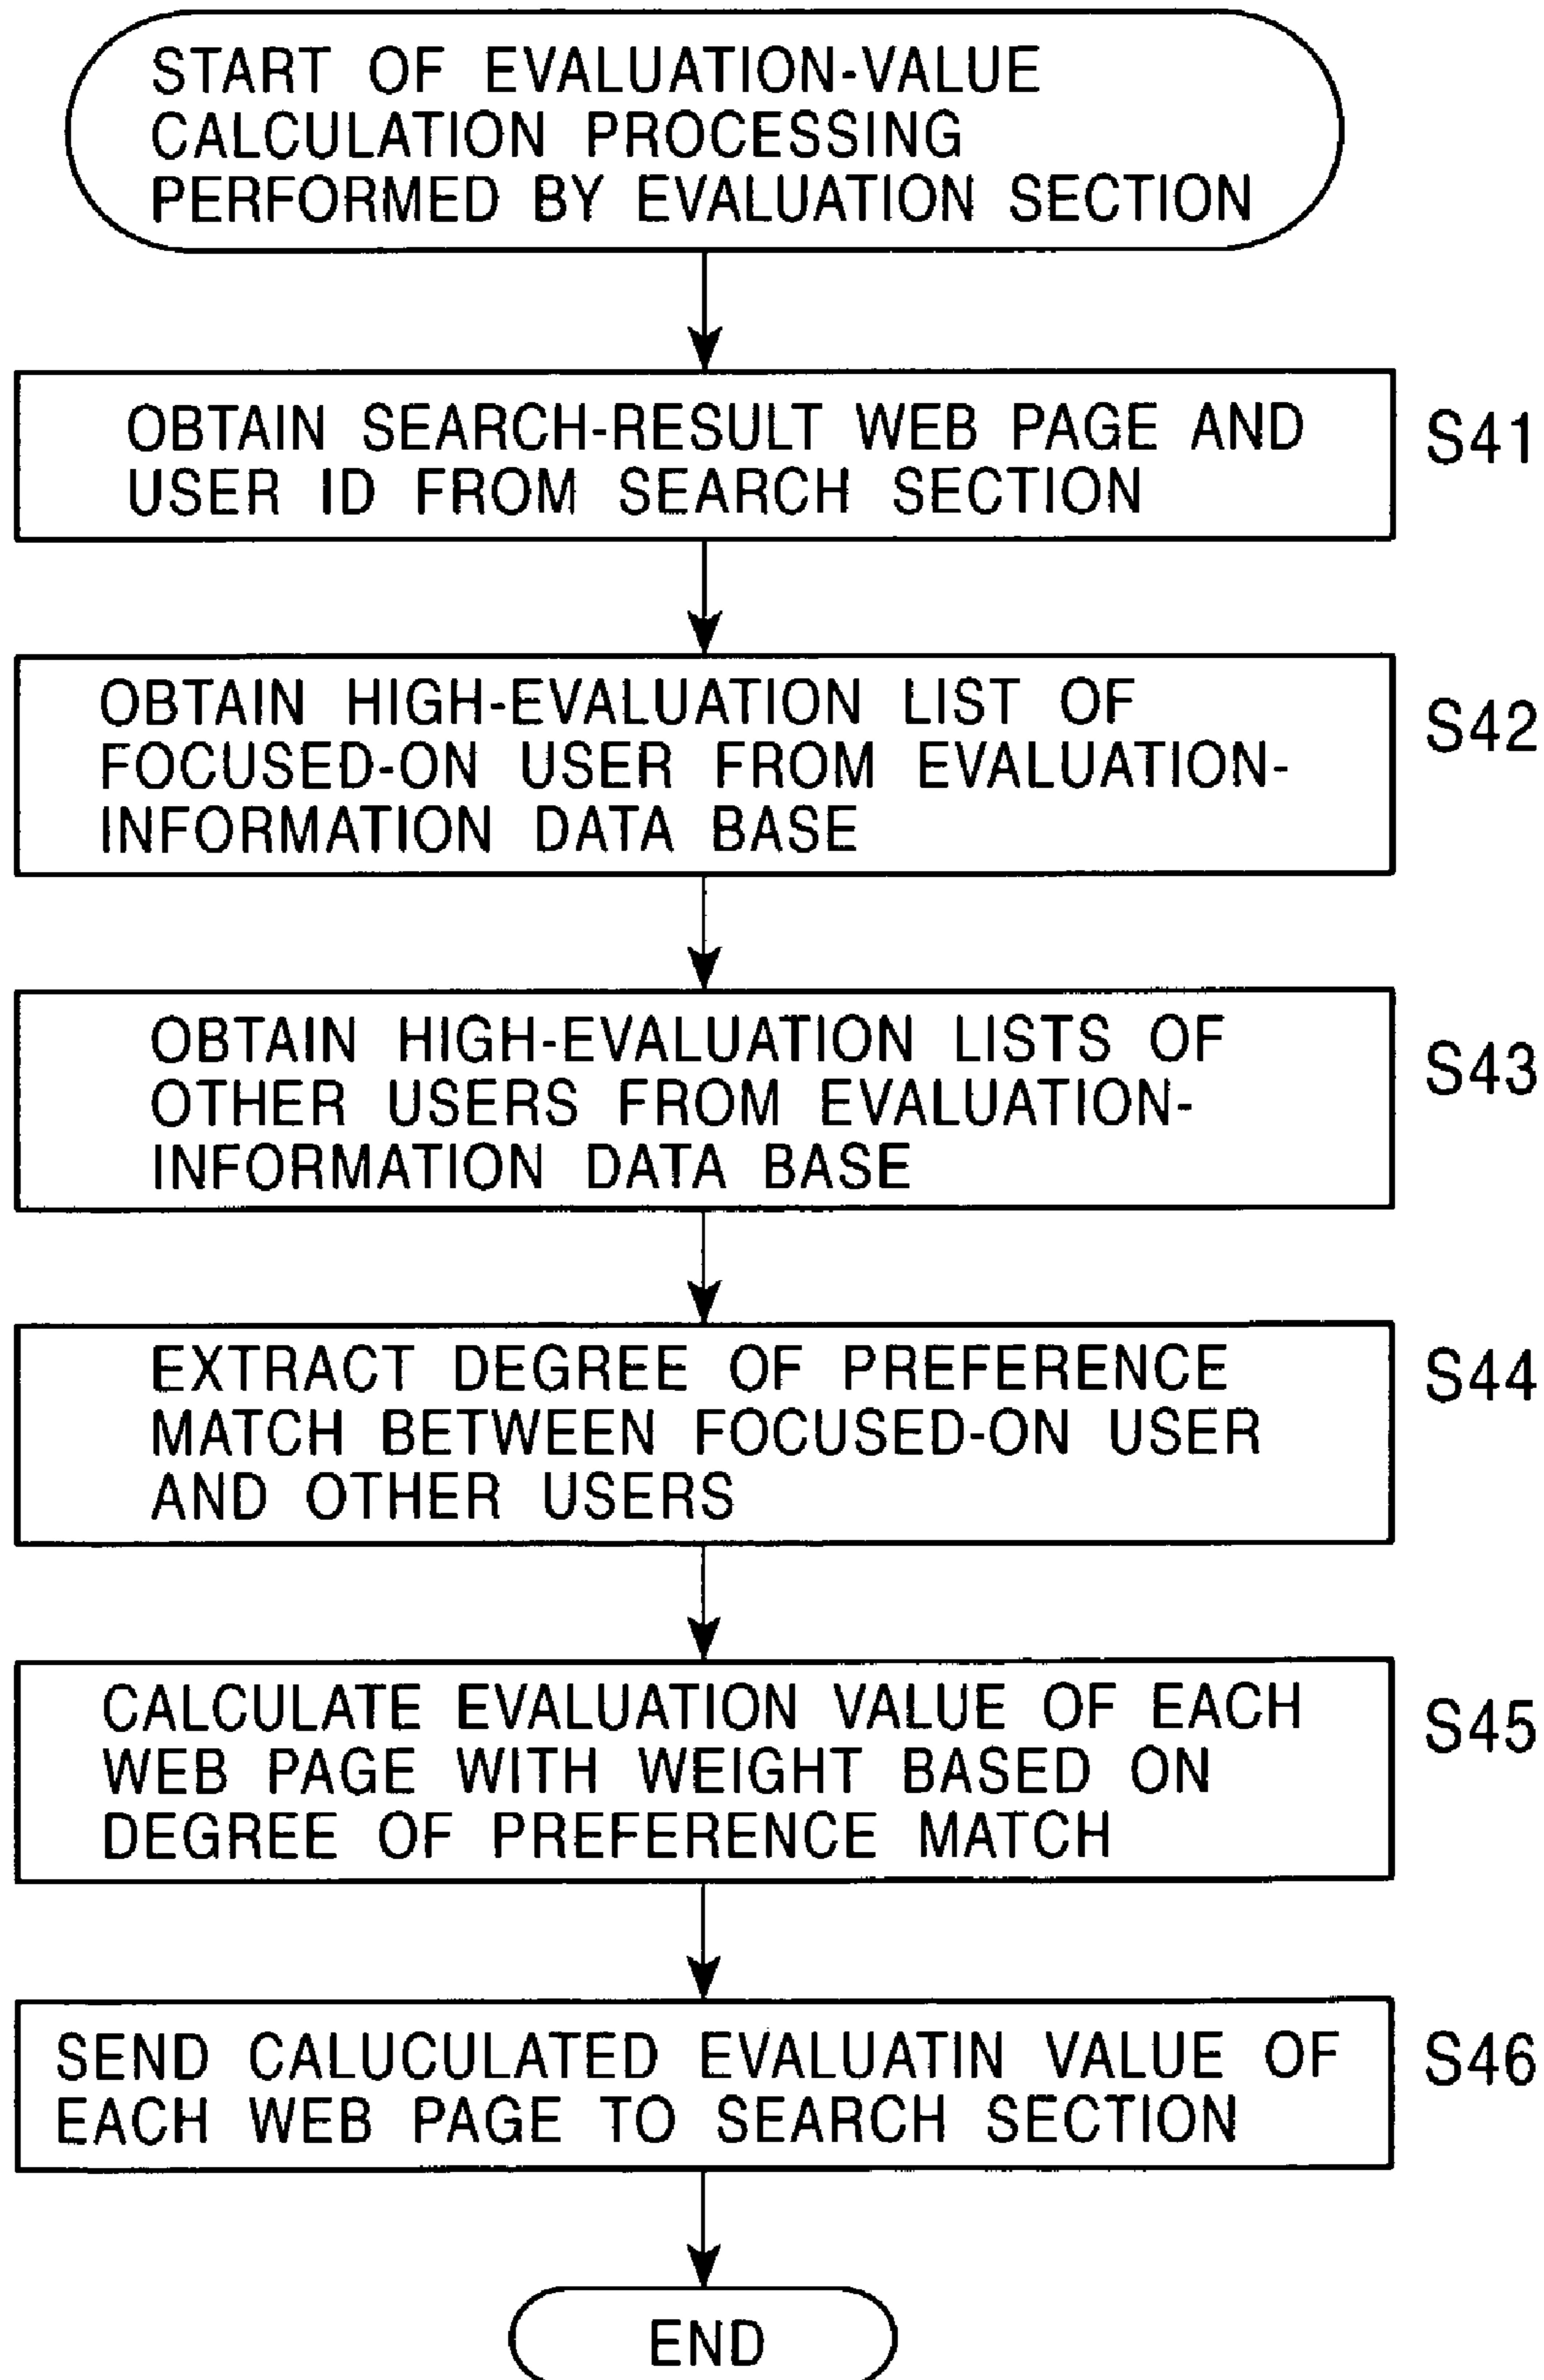 START OF EVALUATION-VALUE
CALCULATION PROCESSING
PERFORMED BY EVALUATION SECTION
OBTAIN SEARCH-RESULT WEB PAGE AND
USER ID FROM SEARCH SECTION
S41
OBTAIN HIGH-EVALUATION LIST OF
FOCUSED-ON USER FROM EVALUATION-
INFORMATION DATA BASE
S42
OBTAIN HIGH-EVALUATION LISTS OF
OTHER USERS FROM EVALUATION-
INFORMATION DATA BASE
S43
EXTRACT DEGREE OF PREFERENCE
MATCH BETWEEN FOCUSED-ON USER
AND OTHER USERS
S44
CALCULATE EVALUATION VALUE OF EACH
WEB PAGE WITH WEIGHT BASED ON
DEGREE OF PREFERENCE MATCH
S45
SEND CALUCULATED EVALUATIN VALUE OF
EACH WEB PAGE TO SEARCH SECTION
S46
END